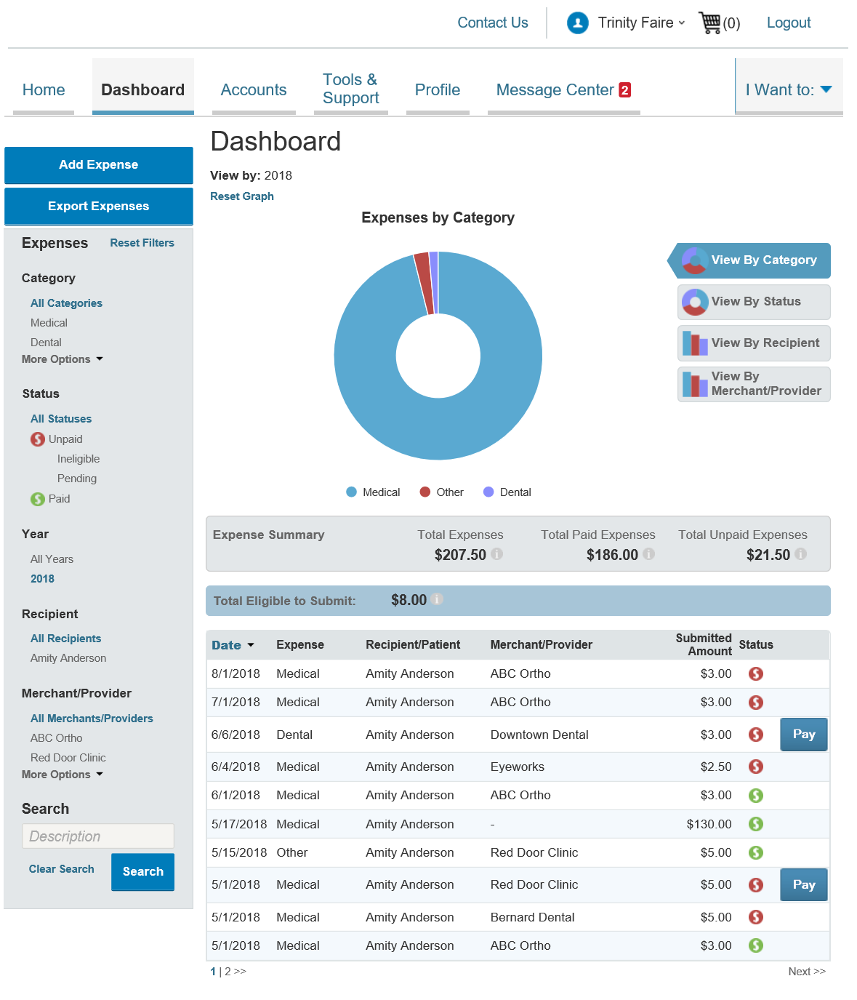 Contact Us
Trinity Faire
(0)
Logout
Home
Dashboard
Accounts
Tools &
Support
Profile
Message Center 2
I Want to:
Dashboard
Add Expense
View by: 2018
Reset Graph
Export Expenses
Expenses by Category
Expenses Reset Filters
Category
All Categories
Medical
Dental
More Options
Status
All Statuses
Unpaid
Ineligible
Pending
Paid
Year
All Years
2018
Recipient
All Recipients
Amity Anderson
Merchant/Provider
All Merchants/Providers
ABC Ortho
Red Door Clinic
More Options
Search
Description
Clear Search
Search
View By Category
View By Status
View By Recipient
View By
Merchant/Provider
Medical Other Dental
Expense Summary
Total Expenses
$207.50
Total Paid Expenses
$186.00
Total Unpaid Expenses
$21.50
Total Eligible to Submit: $8.00
Date Expense Recipient/Patient Merchant/Provider Submitted Amount Status
8/1/2018 Medical Amity Anderson ABC Ortho $3.00
7/1/2018 Medical Amity Anderson ABC Ortho $3.00
6/6/2018 Dental Amity Anderson Downtown Dental $3.00 Pay
6/4/2018 Medical Amity Anderson Eyeworks $2.50
6/1/2018 Medical Amity Anderson ABC Ortho $3.00
5/17/2018 Medical Amity Anderson - $130.00
5/15/2018 Other Amity Anderson Red Door Clinic $5.00
5/1/2018 Medical Amity Anderson Red Door Clinic $5.00 Pay
5/1/2018 Medical Amity Anderson Bernard Dental $5.00
5/1/2018 Medical Amity Anderson ABC Ortho $3.00
1 | 2 >>
Next >>